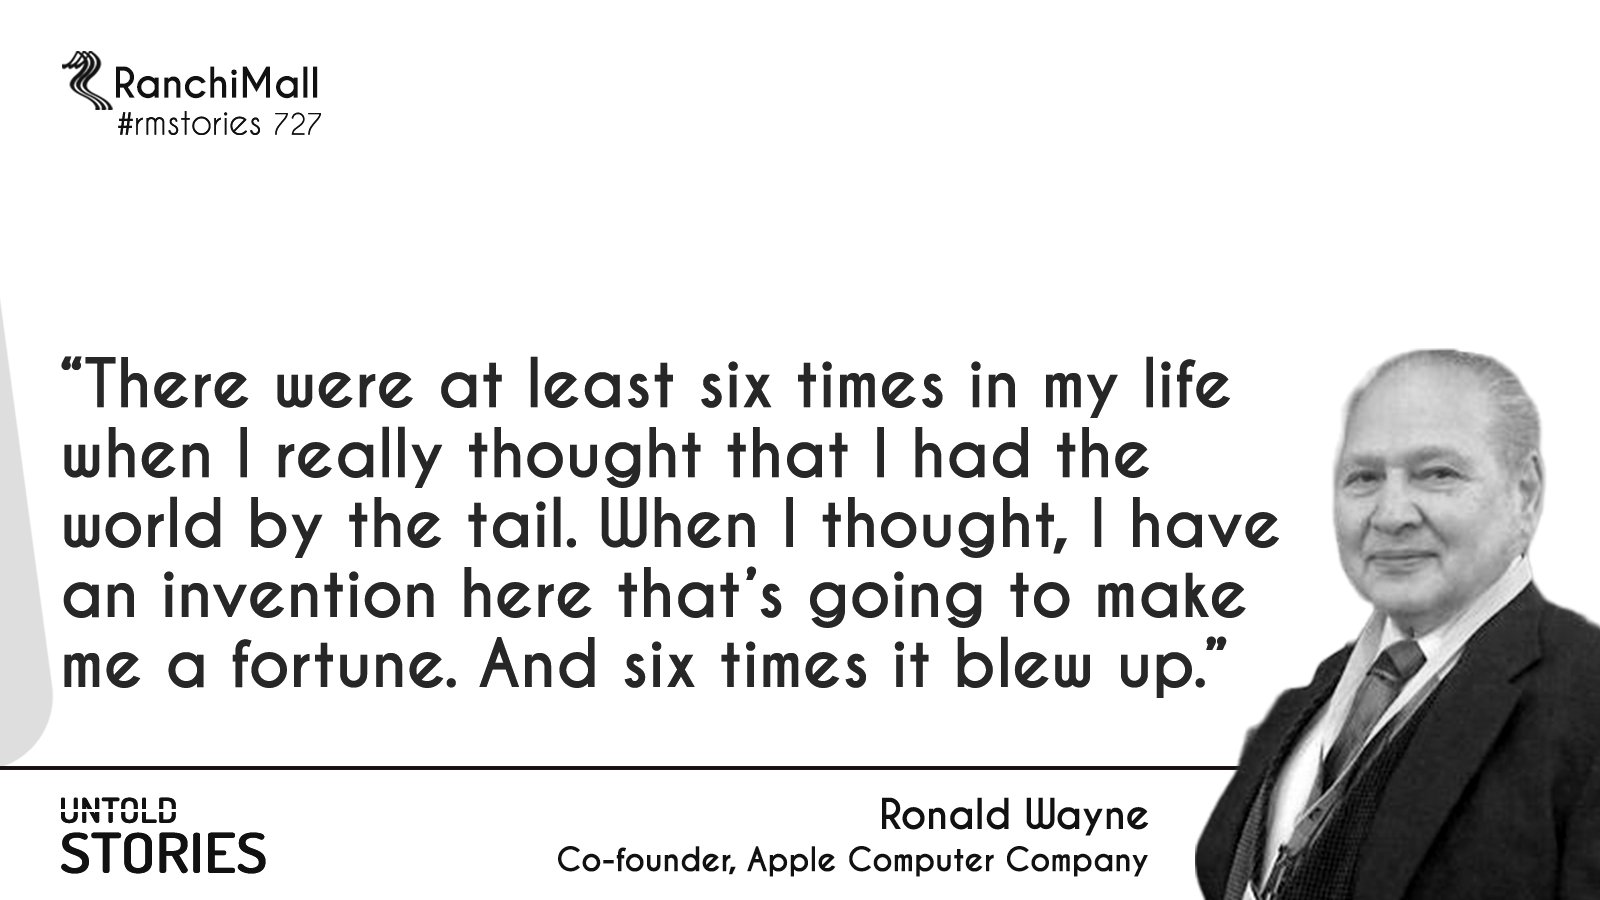 RanchiMall
#rmstories 727
“There were at least six times in my life
when I really thought that I had the
world by the tail. When I thought, I have
an invention here that’s going to make
me a fortune. And six times it blew up.”
UNTOLD
STORIES
Ronald Wayne
Co-founder, Apple Computer Company